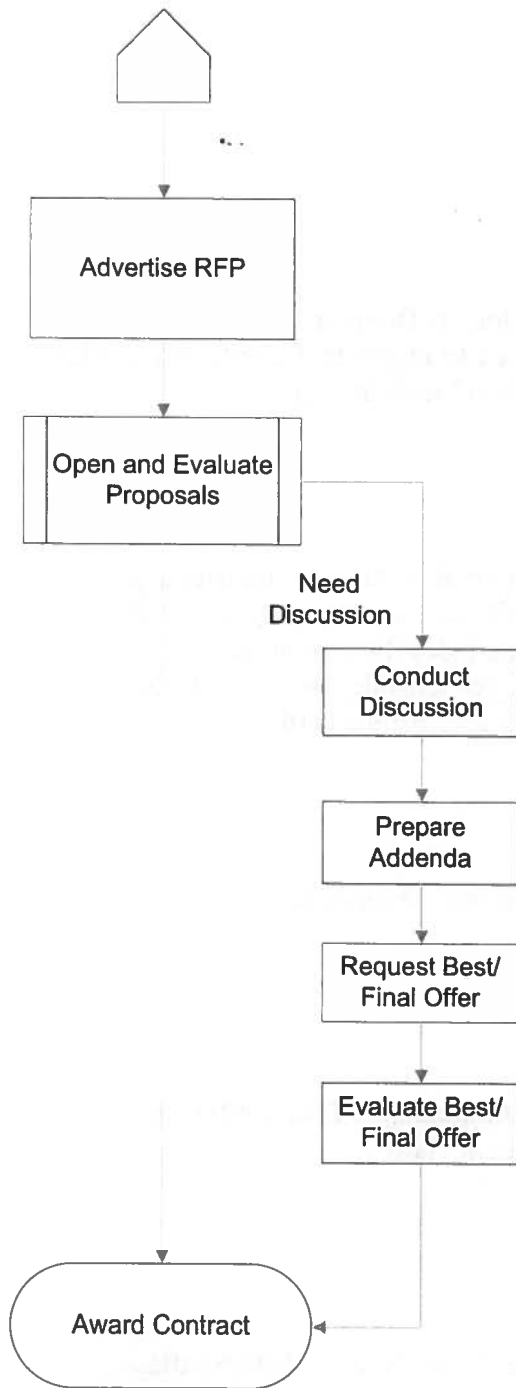 Advertise RFP
Open and Evaluate
Proposals
Need
Discussion
Conduct
Discussion
Prepare
Addenda
Request Best/
Final Offer
Evaluate Best/
Final Offer
Award Contract